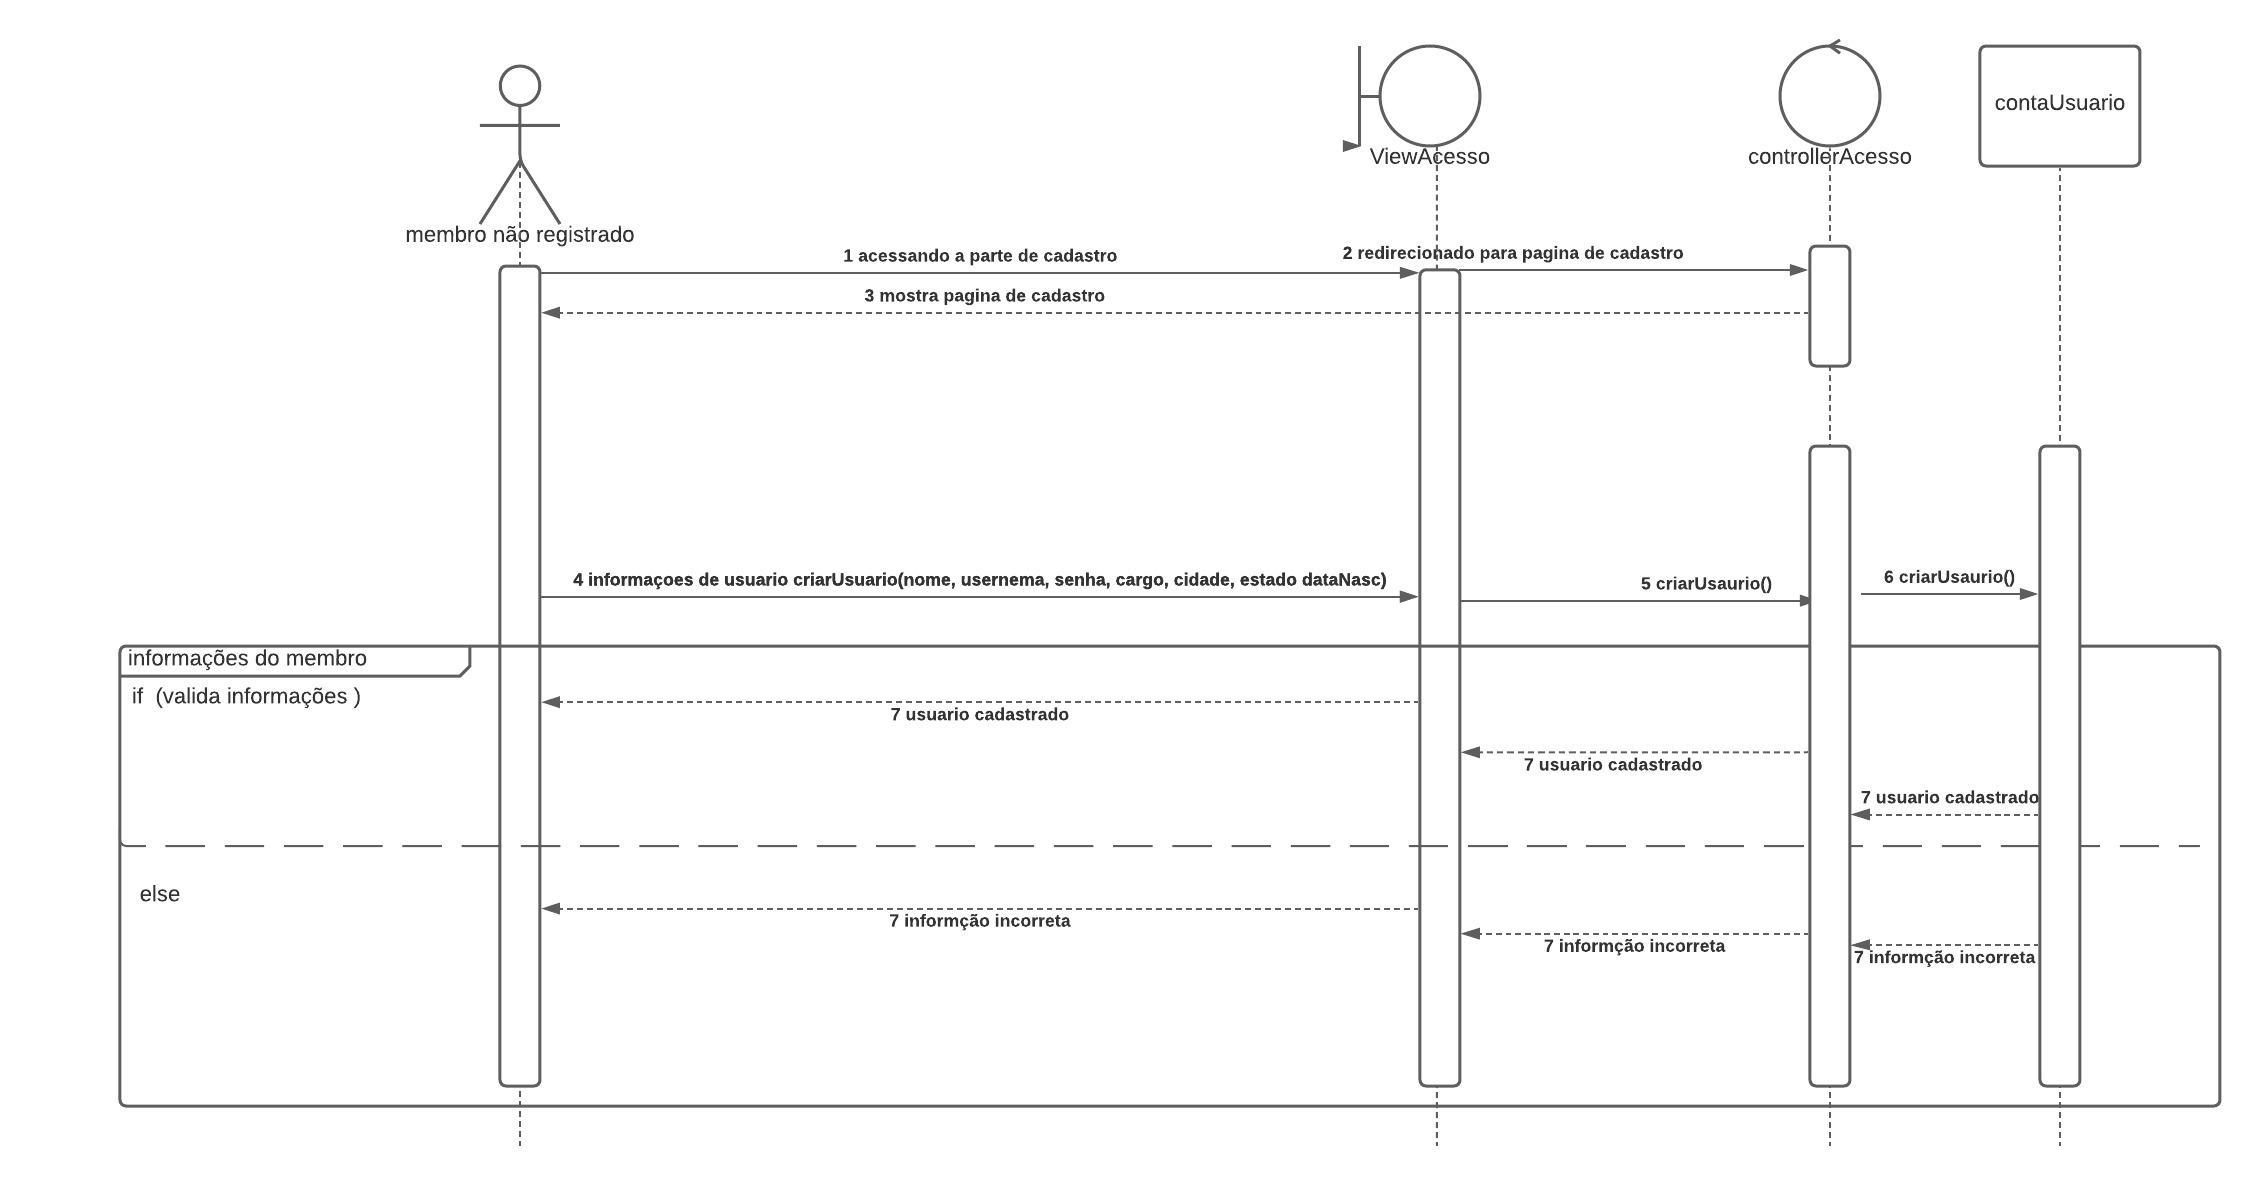 contaUsuario
ViewAcesso
controllerAcesso
membro não registrado
1 acessando a parte de cadastro
2 redirecionado para pagina de cadastro
3 mostra pagina de cadastro
4 informaçoes de usuario criarUsuario(nome, usernema, senha, cargo, cidade, estado dataNasc)
5 criarUsaurio()
6 criarUsaurio()
informações do membro
if  (valida informações )
7 usuario cadastrado
7 usuario cadastrado
7 usuario cadastrado
else
7 informção incorreta
7 informção incorreta
7 informção incorreta